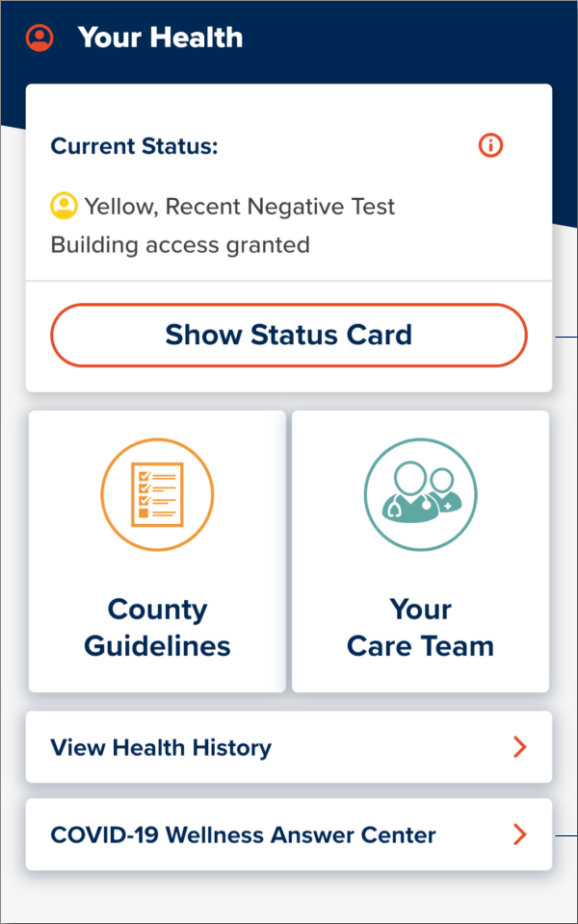 Your Health
Current Status:
Yellow, Recent Negative Test
Building access granted
Show Status Card
County
Guidelines
Your
Care Team
View Health History
COVID-19 Wellness Answer Center